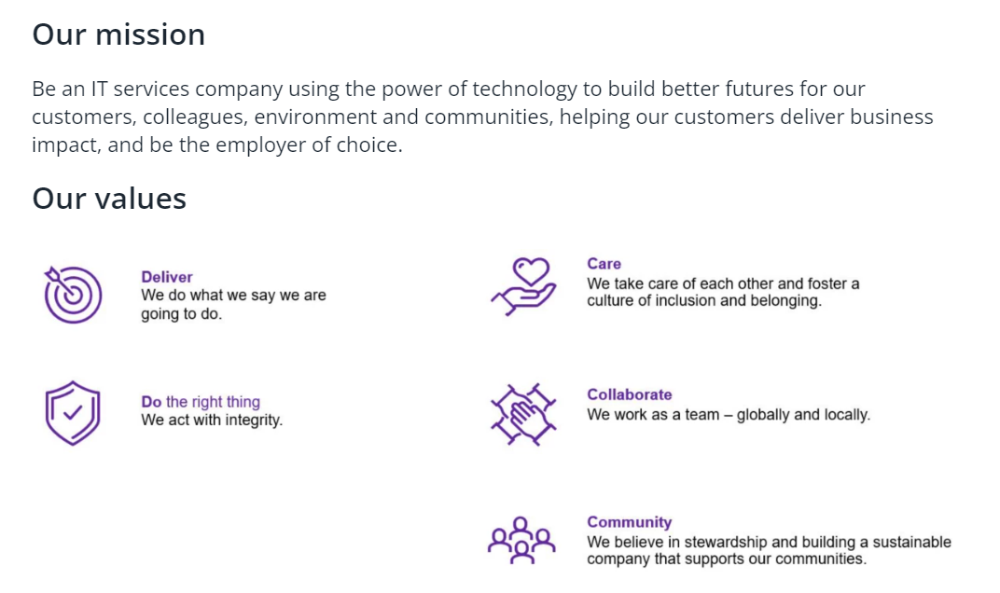 Our mission
Be an IT services company using the power of technology to build better futures for our
customers, colleagues, environment and communities, helping our customers deliver business
impact, and be the employer of choice.
Our values
Deliver
We do what we say we are
going to do.
Do the right thing
We act with integrity.
Care
We take care of each other and foster a
culture of inclusion and belonging.
Collaborate
We work as a team – globally and locally.
Community
We believe in stewardship and building a sustainable
company that supports our communities.